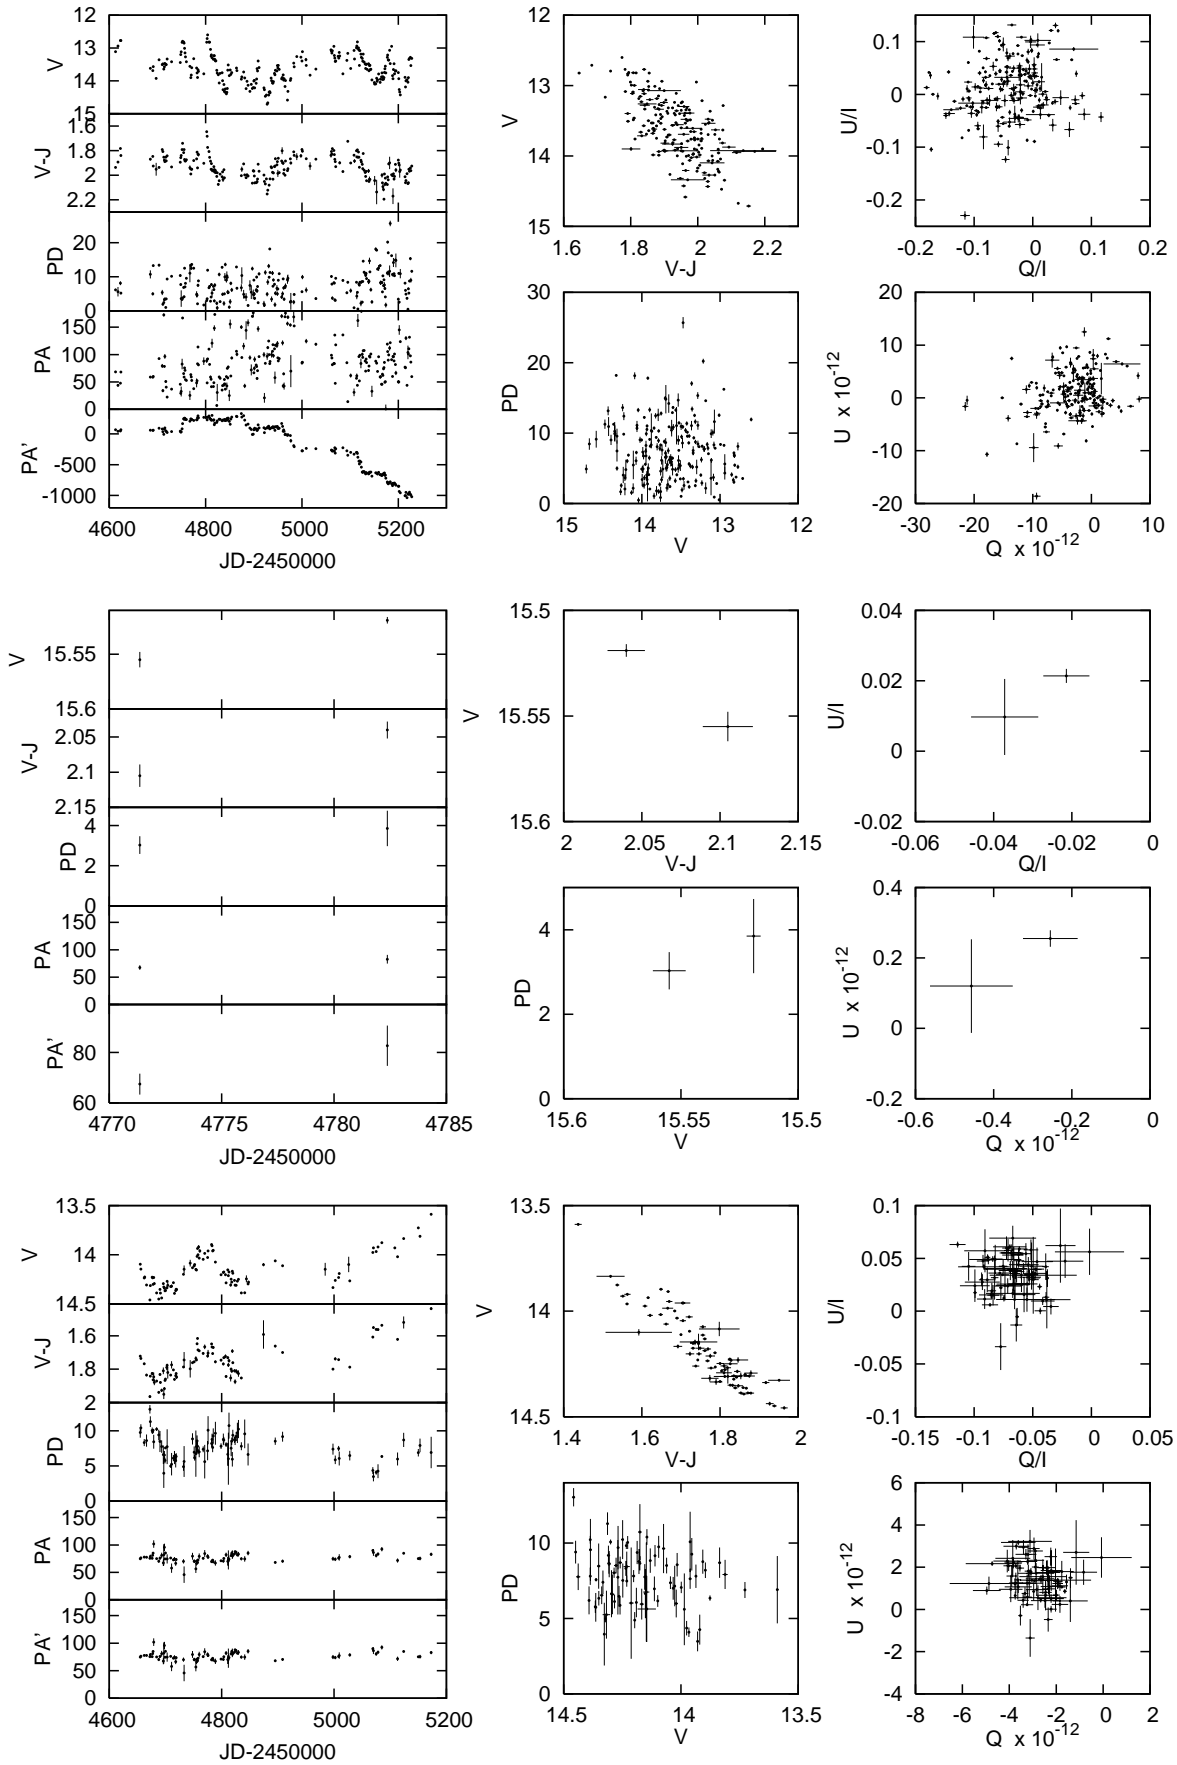 12
13
14
15
V
1.6
1.8
2
2.2
V-J
20
10
0
PD
150
100
50
0
PA
0
-500
-1000
PA'
4600 4800 5000 5200
JD-2450000
12
13
14
15
V
1.6 1.8 2 2.2
V-J
0.1
0
-0.1
-0.2
U/I
-0.2 -0.1 0 0.1 0.2
Q/I
30
20
10
0
PD
15 14 13 12
V
20
10
0
-10
-20
U x 10-12
-30 -20 -10 0 10
Q x 10-12
15.55
15.6
V
2.05
2.1
2.15
V-J
4
2
0
PD
150
100
50
0
PA
80
60
PA'
4770 4775 4780 4785
JD-2450000
15.5
15.55
15.6
V
2 2.05 2.1 2.15
V-J
0.04
0.02
0
-0.02
U/I
-0.06 -0.04 -0.02 0
Q/I
4
2
0
PD
15.6 15.55 15.5
V
0.4
0.2
0
-0.2
U x 10-12
-0.6 -0.4 -0.2 0
Q x 10-12
13.5
14
14.5
V
1.6
1.8
2
V-J
2
10
5
0
PD
150
100
50
0
PA
150
100
50
0
PA'
4600 4800 5000 5200
JD-2450000
13.5
14
14.5
V
1.4 1.6 1.8 2
V-J
0.1
0.05
0
-0.05
-0.1
U/I
-0.15 -0.1 -0.05 0 0.05
Q/I
10
5
0
PD
14.5 14 13.5
V
6
4
2
0
-2
-4
U x 10-12
-8 -6 -4 -2 0 2
Q x 10-12